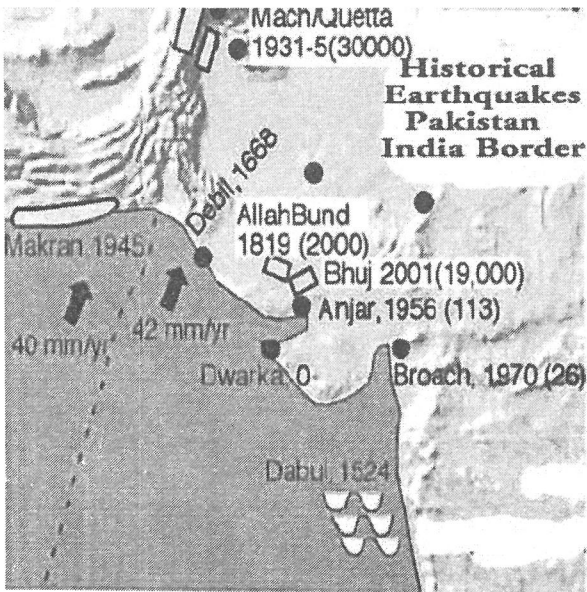 Mach/Quetta
1931-5(30000)
Historical
Earthquakes
Pakistan
India Border
Debil, 1668
AllahBund
1819 (2000)
Makran 1945
Bhuj 2001(19,000)
Anjar, 1956 (113)
40 mm/yr
42 mm/yr
Dwarka, 0
Broach, 1970 (26)
Dabul, 1524